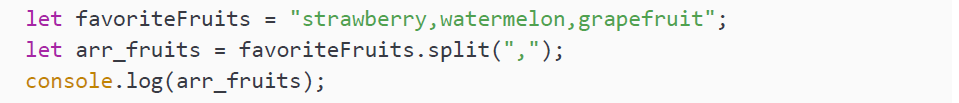 let favoriteFruits = "strawberry,watermelon,grapefruit";
let arr_fruits = favoriteFruits.split(",");
console.log(arr_fruits);